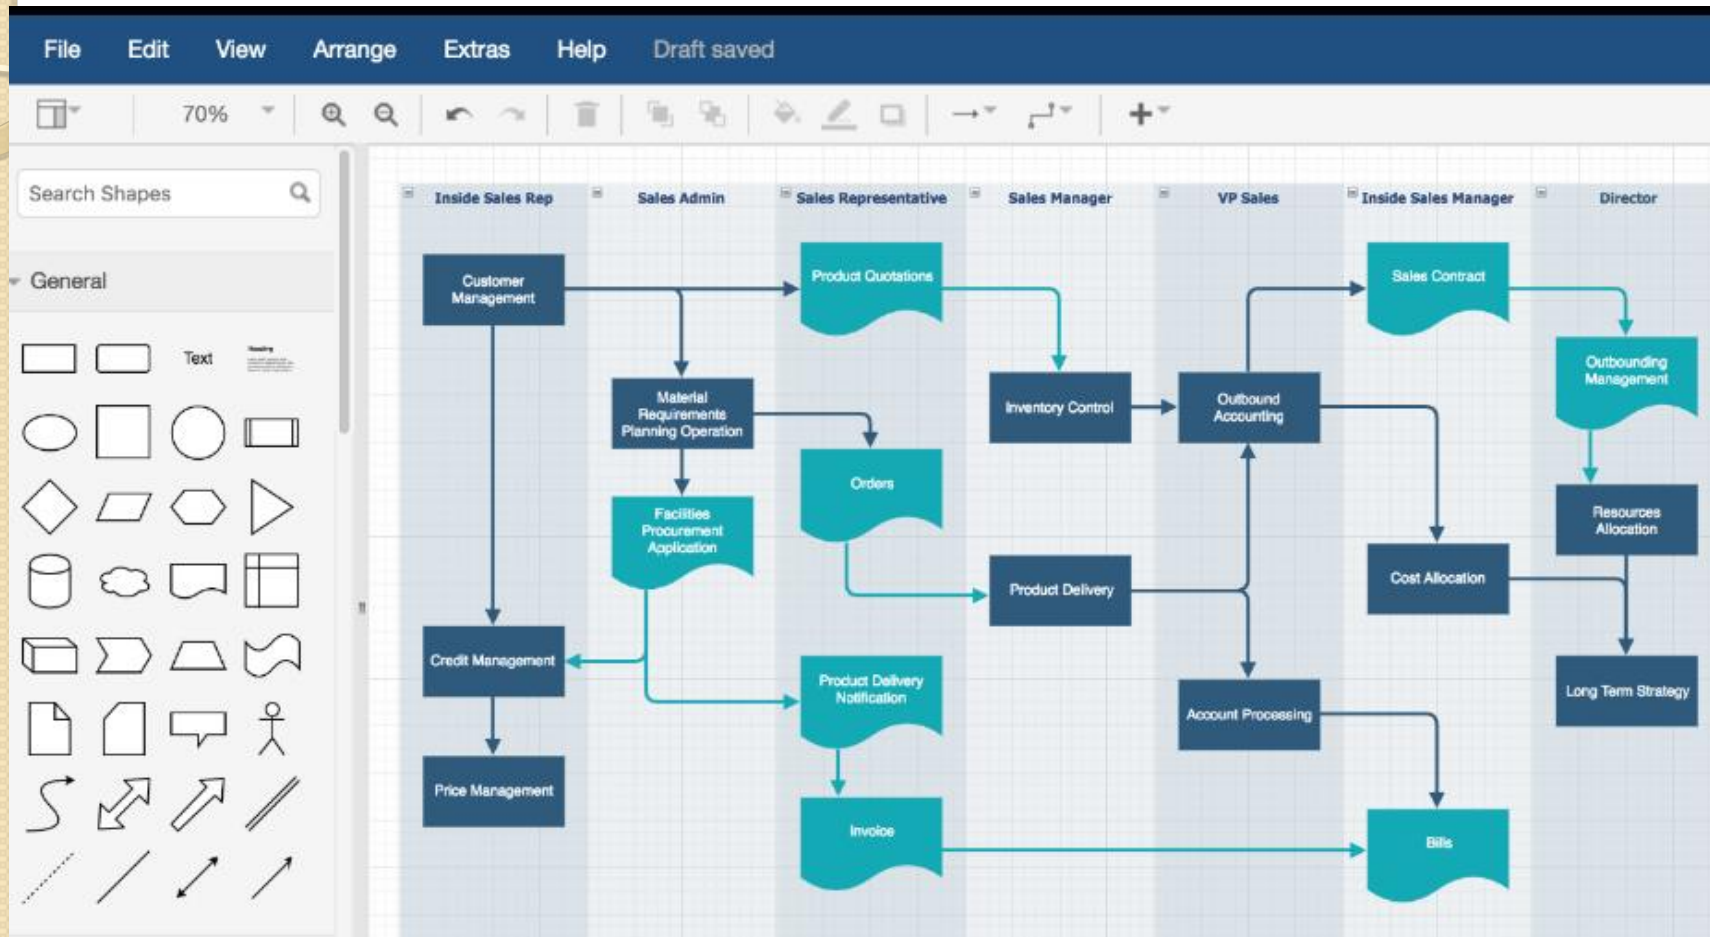 File Edit View Arrange Extras Help Draft saved
70%
Search Shapes
General
Text
Inside Sales Rep
Sales Admin
Sales Representative
Sales Manager
VP Sales
Inside Sales Manager
Director
Customer
Management
Product Quotations
Sales Contract
Outbounding
Management
Material
Requirements
Planning Operation
Inventory Control
Outbound
Accounting
Orders
Facilities
Procurement
Application
Resources
Allocation
Product Delivery
Cost Allocation
Credit Management
Product Delivery
Notification
Account Processing
Long Term Strategy
Price Management
Invoice
Bills